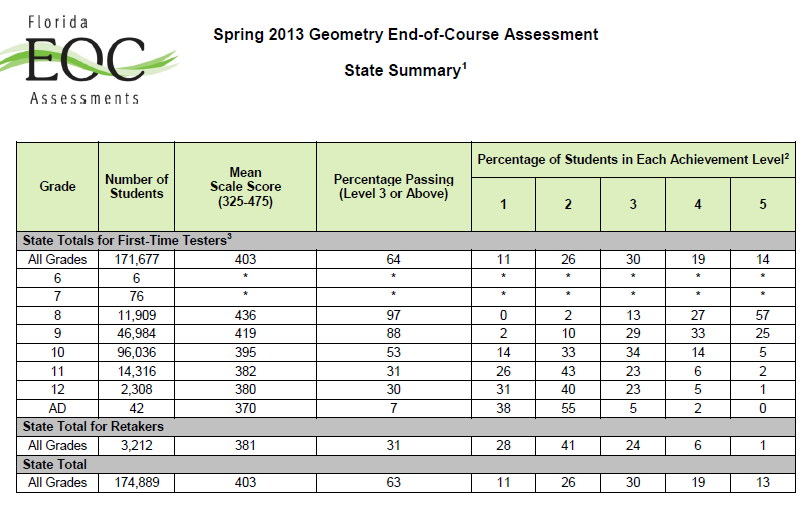 Florida
EOC
Assessments
Spring 2013 Geometry End-of-Course Assessment
State Summary1
Grade Number of Students Mean Scale Score (325-475) Percentage Passing (Level 3 or Above) Percentage of Students in Each Achievement Level2
1 2 3 4 5
State Totals for First-Time Testers3
All Grades 171,677 403 64 11 26 30 19 14
6 6 * * * * * * *
7 76 * * * * * * *
8 11,909 436 97 0 2 13 27 57
9 46,984 419 88 2 10 29 33 25
10 96,036 395 53 14 33 34 14 5
11 14,316 382 31 26 43 23 6 2
12 2,308 380 30 31 40 23 5 1
AD 42 370 7 38 55 5 2 0
State Total for Retakers
All Grades 3,212 381 31 28 41 24 6 1
State Total
All Grades 174,889 403 63 11 26 30 19 13